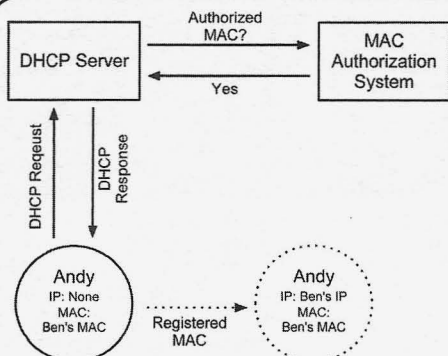 Authorized
MAC?
DHCP Server
MAC
Authorization
System
Yes
DHCP Reqeust
DHCP
Response
Andy
IP: None
MAC:
Ben's MAC
Registered
MAC
Andy
IP: Ben's IP
MAC:
Ben's MAC